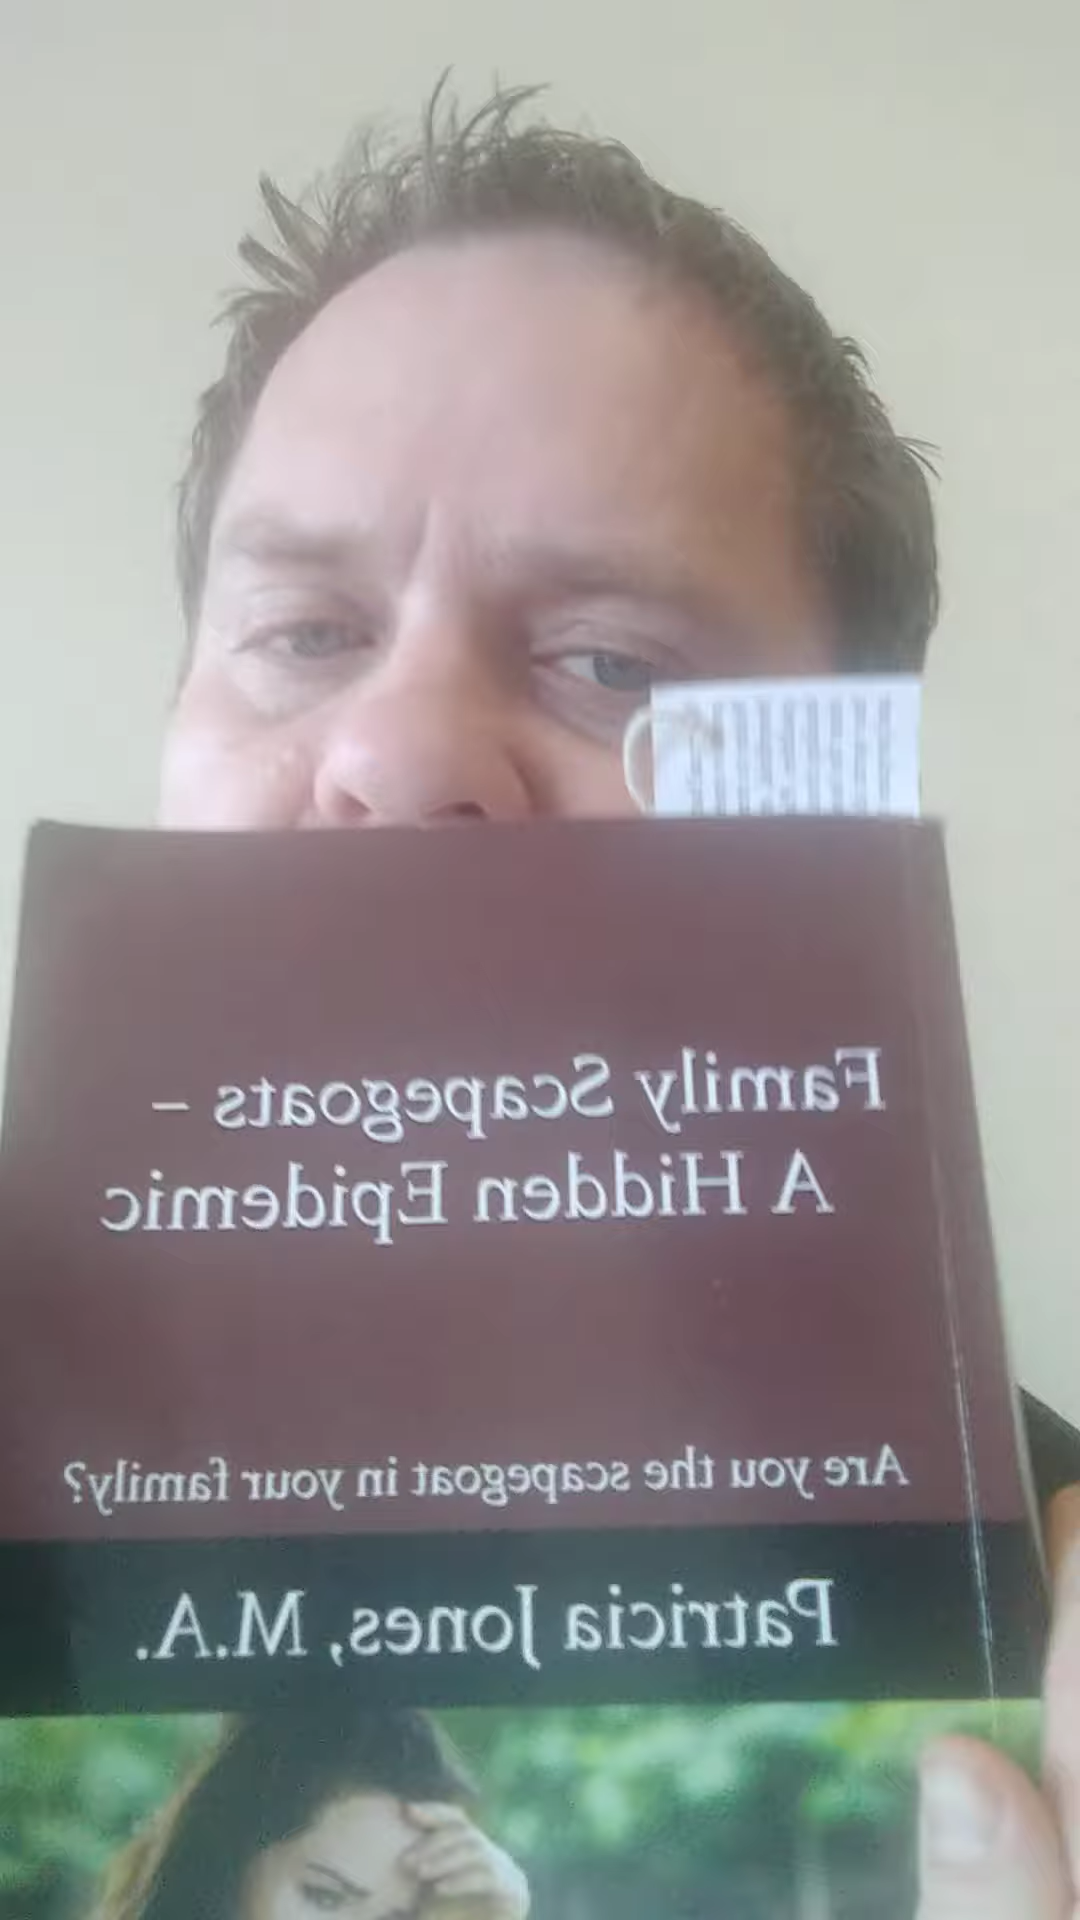 Family Scapegoats –
A Hidden Epidemic
Are you the scapegoat in your family?
Patricia Jones, M.A.